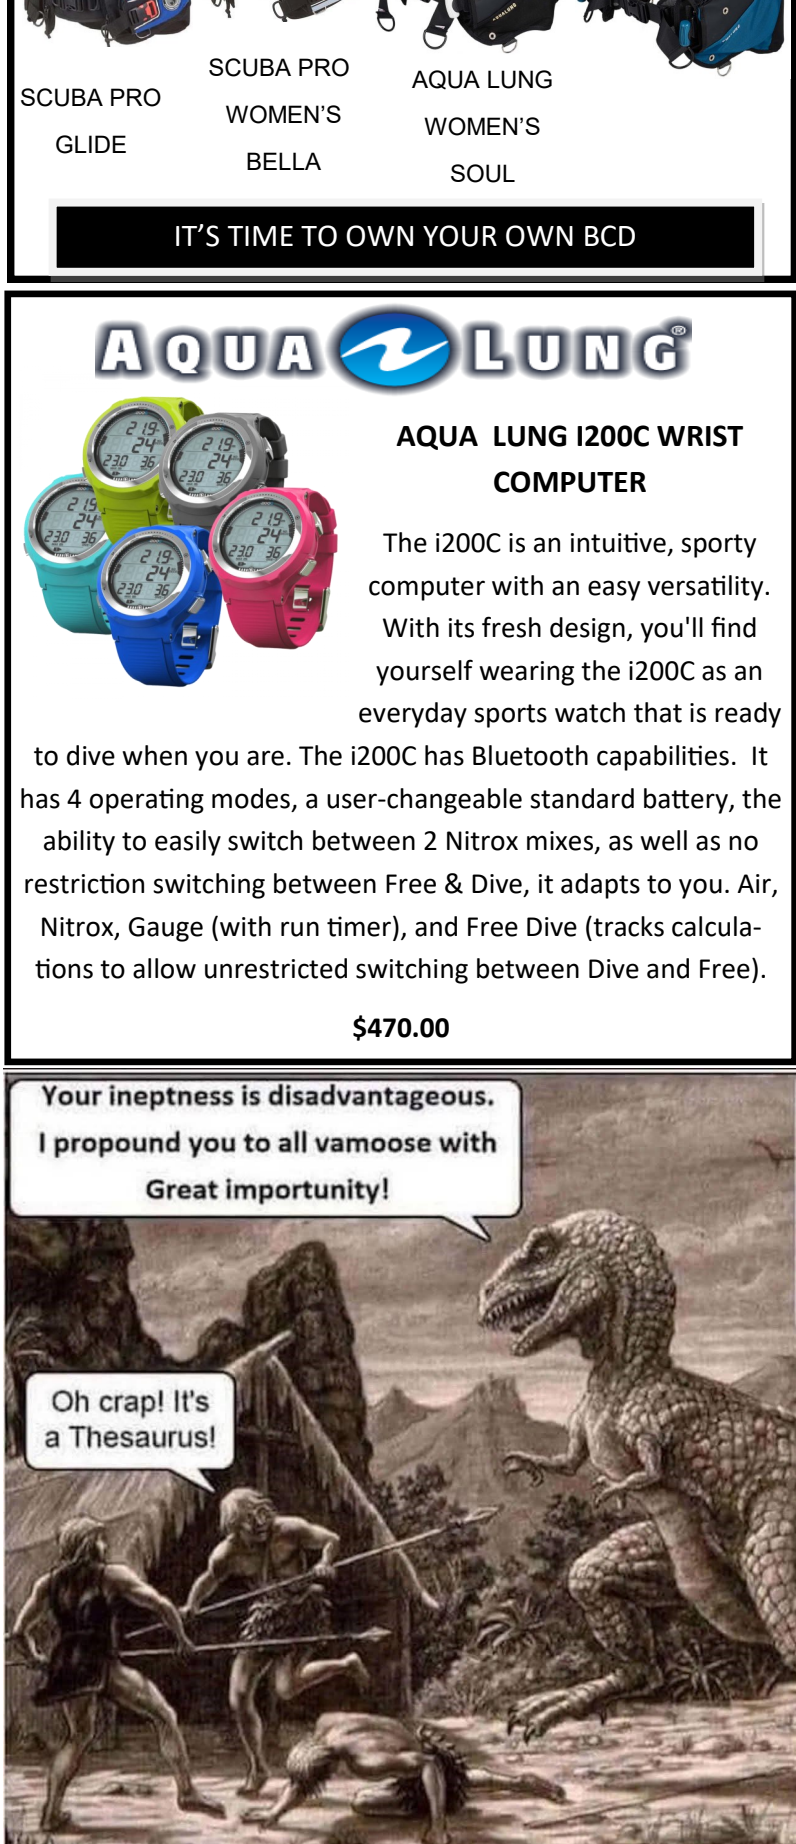 SCUBA PRO
GLIDE
SCUBA PRO
WOMEN'S
BELLA
AQUA LUNG
WOMEN'S
SOUL
IT'S TIME TO OWN YOUR OWN BCD
AQUA LUNG®
AQUA LUNG I200C WRIST
COMPUTER
The i200C is an intuitive, sporty
computer with an easy versatility.
With its fresh design, you'll find
yourself wearing the i200C as an
everyday sports watch that is ready
to dive when you are. The i200C has Bluetooth capabilities. It
has 4 operating modes, a user-changeable standard battery, the
ability to easily switch between 2 Nitrox mixes, as well as no
restriction switching between Free & Dive, it adapts to you. Air,
Nitrox, Gauge (with run timer), and Free Dive (tracks calcula-
tions to allow unrestricted switching between Dive and Free).
$470.00
Your ineptness is disadvantageous.
I propound you to all vamoose with
Great importunity!
Oh crap! It's
a Thesaurus!